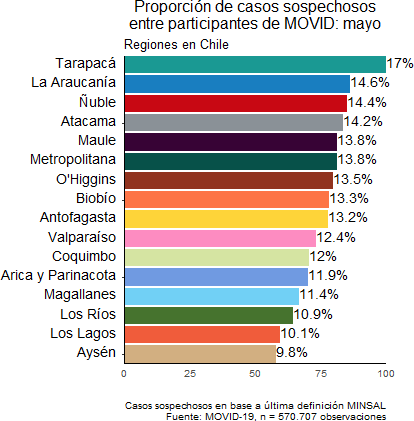 Proporción de casos sospechosos
entre participantes de MOVID: mayo
Regiones en Chile
Tarapacá 17%
La Araucanía 14.6%
Ñuble 14.4%
Atacama 14.2%
Maule 13.8%
Metropolitana 13.8%
O'Higgins 13.5%
Biobío 13.3%
Antofagasta 13.2%
Valparaíso 12.4%
Coquimbo 12%
Arica y Parinacota 11.9%
Magallanes 11.4%
Los Ríos 10.9%
Los Lagos 10.1%
Aysén 9.8%
0 25 50 75 100
Casos sospechosos en base a última definición MINSAL
Fuente: MOVID-19, n = 570.707 observaciones